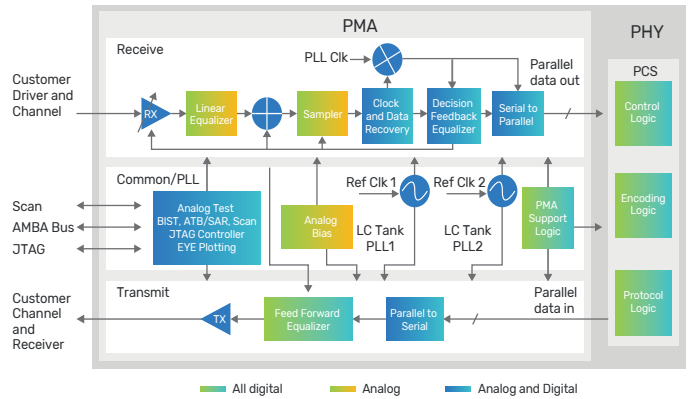 PMA
PHY
Receive
PLL Clk
Parallel
data out
PCS
Customer
Driver and
Channel
RX
Linear
Equalizer
Sampler
Clock
and Data
Recovery
Decision
Feedback
Equalizer
Serial to
Parallel
Control
Logic
Common/PLL
Scan
AMBA Bus
JTAG
Analog Test
BIST, ATB/SAR, Scan
JTAG Controller
EYE Plotting
Analog
Bias
Ref Clk 1
LC Tank
PLL1
Ref Clk 2
LC Tank
PLL2
PMA
Support
Logic
Encoding
Logic
Transmit
Customer
Channel
and
Receiver
TX
Feed Forward
Equalizer
Parallel to
Serial
Parallel
data in
Protocol
Logic
All digital
Analog
Analog and Digital